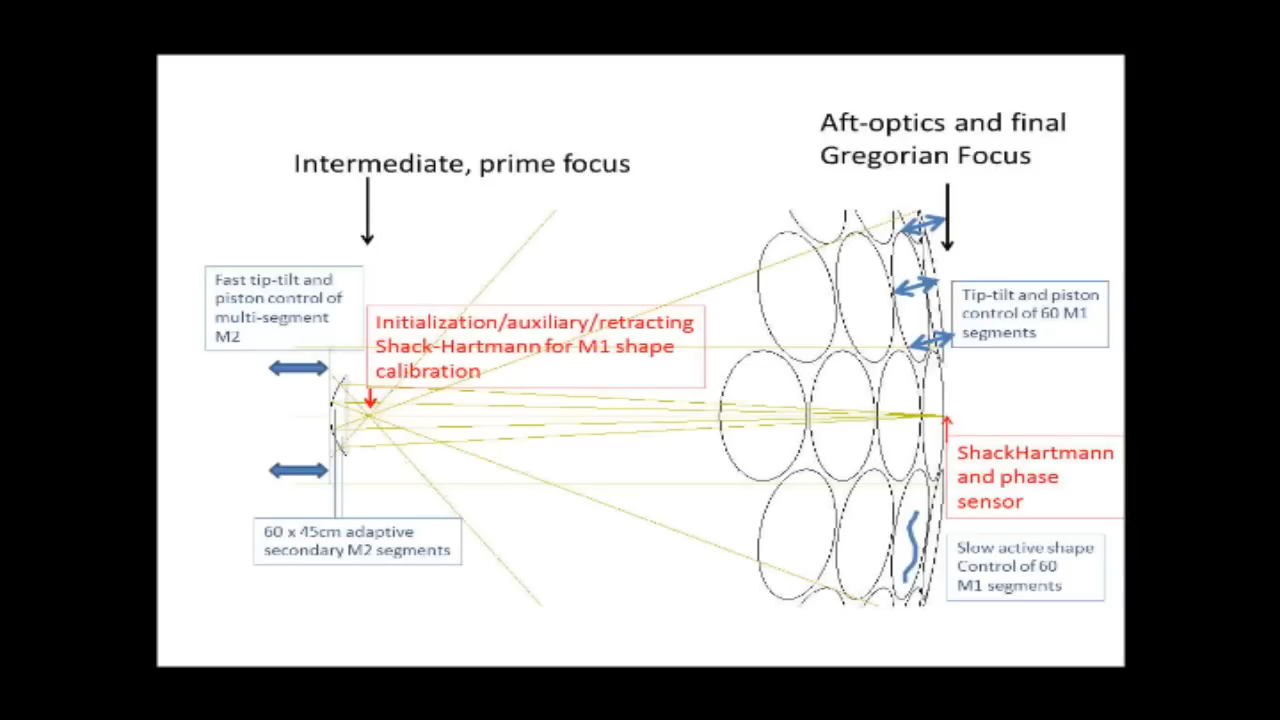 Aft-optics and final
Gregorian Focus
Intermediate, prime focus
Fast tip-tilt and
piston control of
multi-segment
M2
Initialization/auxiliary/retracting
Shack-Hartmann for M1 shape
calibration
Tip-tilt and piston
control of 60 M1
segments
ShackHartmann
and phase
sensor
60 x 45cm adaptive
secondary M2 segments
Slow active shape
Control of 60
M1 segments